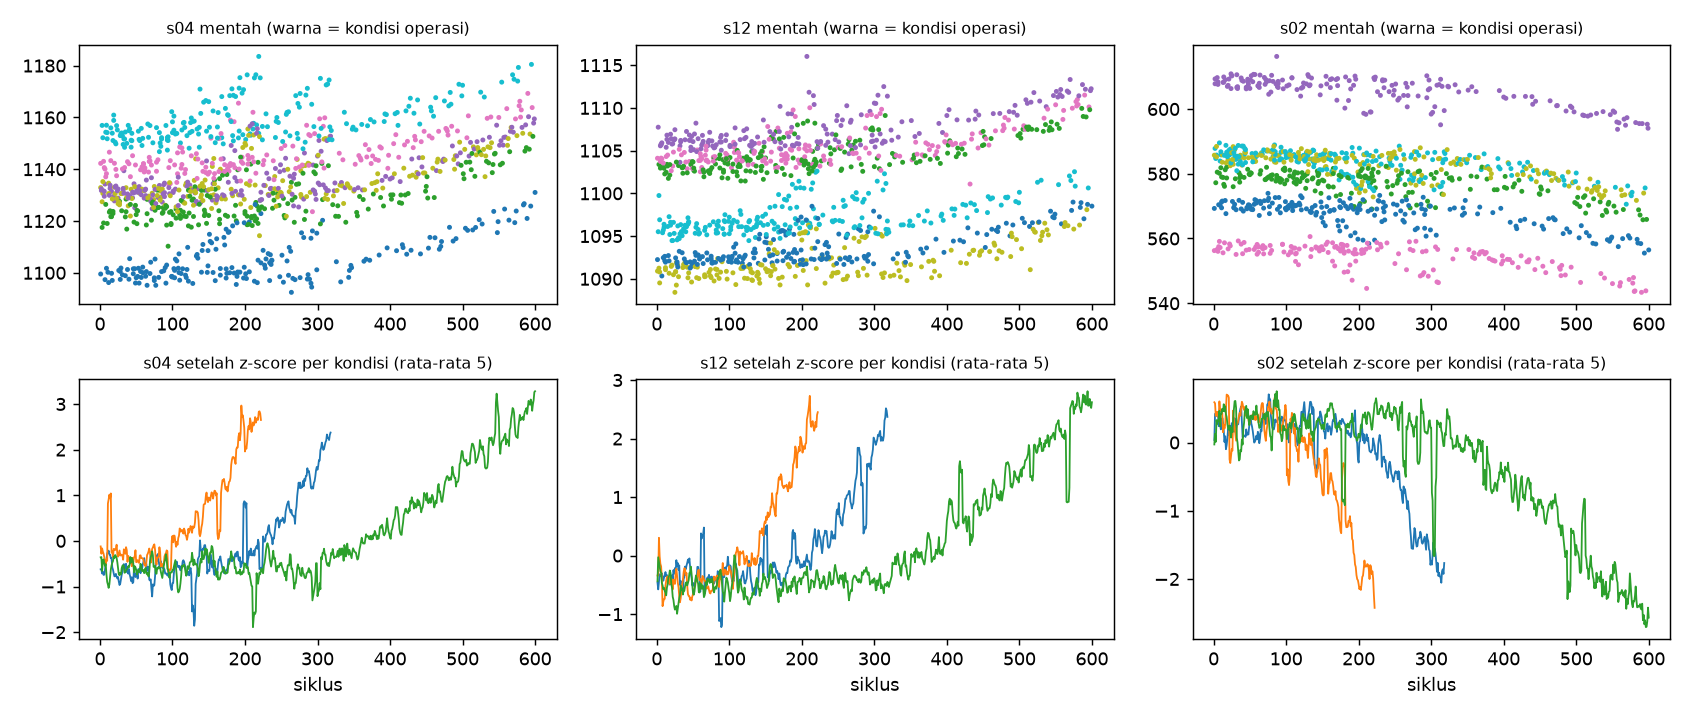 s04 mentah (warna = kondisi operasi)
1180
1160
1140
1120
1100
0 100 200 300 400 500 600
s12 mentah (warna = kondisi operasi)
1115
1110
1105
1100
1095
1090
0 100 200 300 400 500 600
s02 mentah (warna = kondisi operasi)
600
580
560
540
0 100 200 300 400 500 600
s04 setelah z-score per kondisi (rata-rata 5)
3
2
1
0
−1
−2
0 100 200 300 400 500 600
siklus
s12 setelah z-score per kondisi (rata-rata 5)
3
2
1
0
−1
0 100 200 300 400 500 600
siklus
s02 setelah z-score per kondisi (rata-rata 5)
0
−1
−2
0 100 200 300 400 500 600
siklus